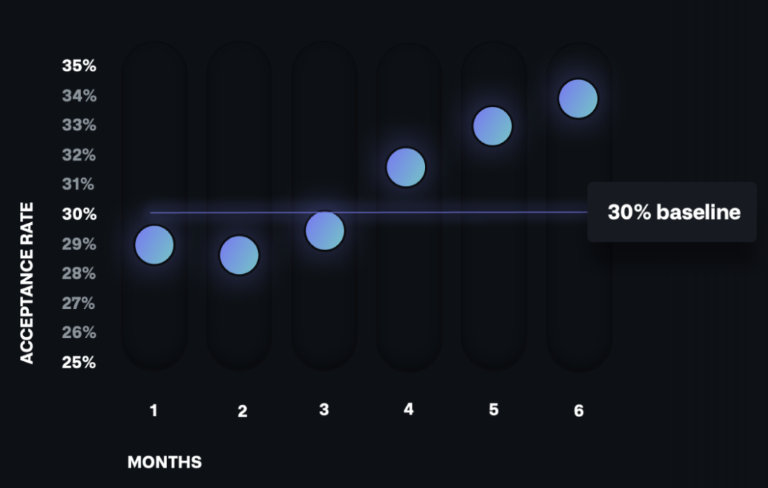 35%
34%
33%
32%
31%
30%
29%
28%
27%
26%
25%
ACCEPTANCE RATE
30% baseline
1 2 3 4 5 6
MONTHS